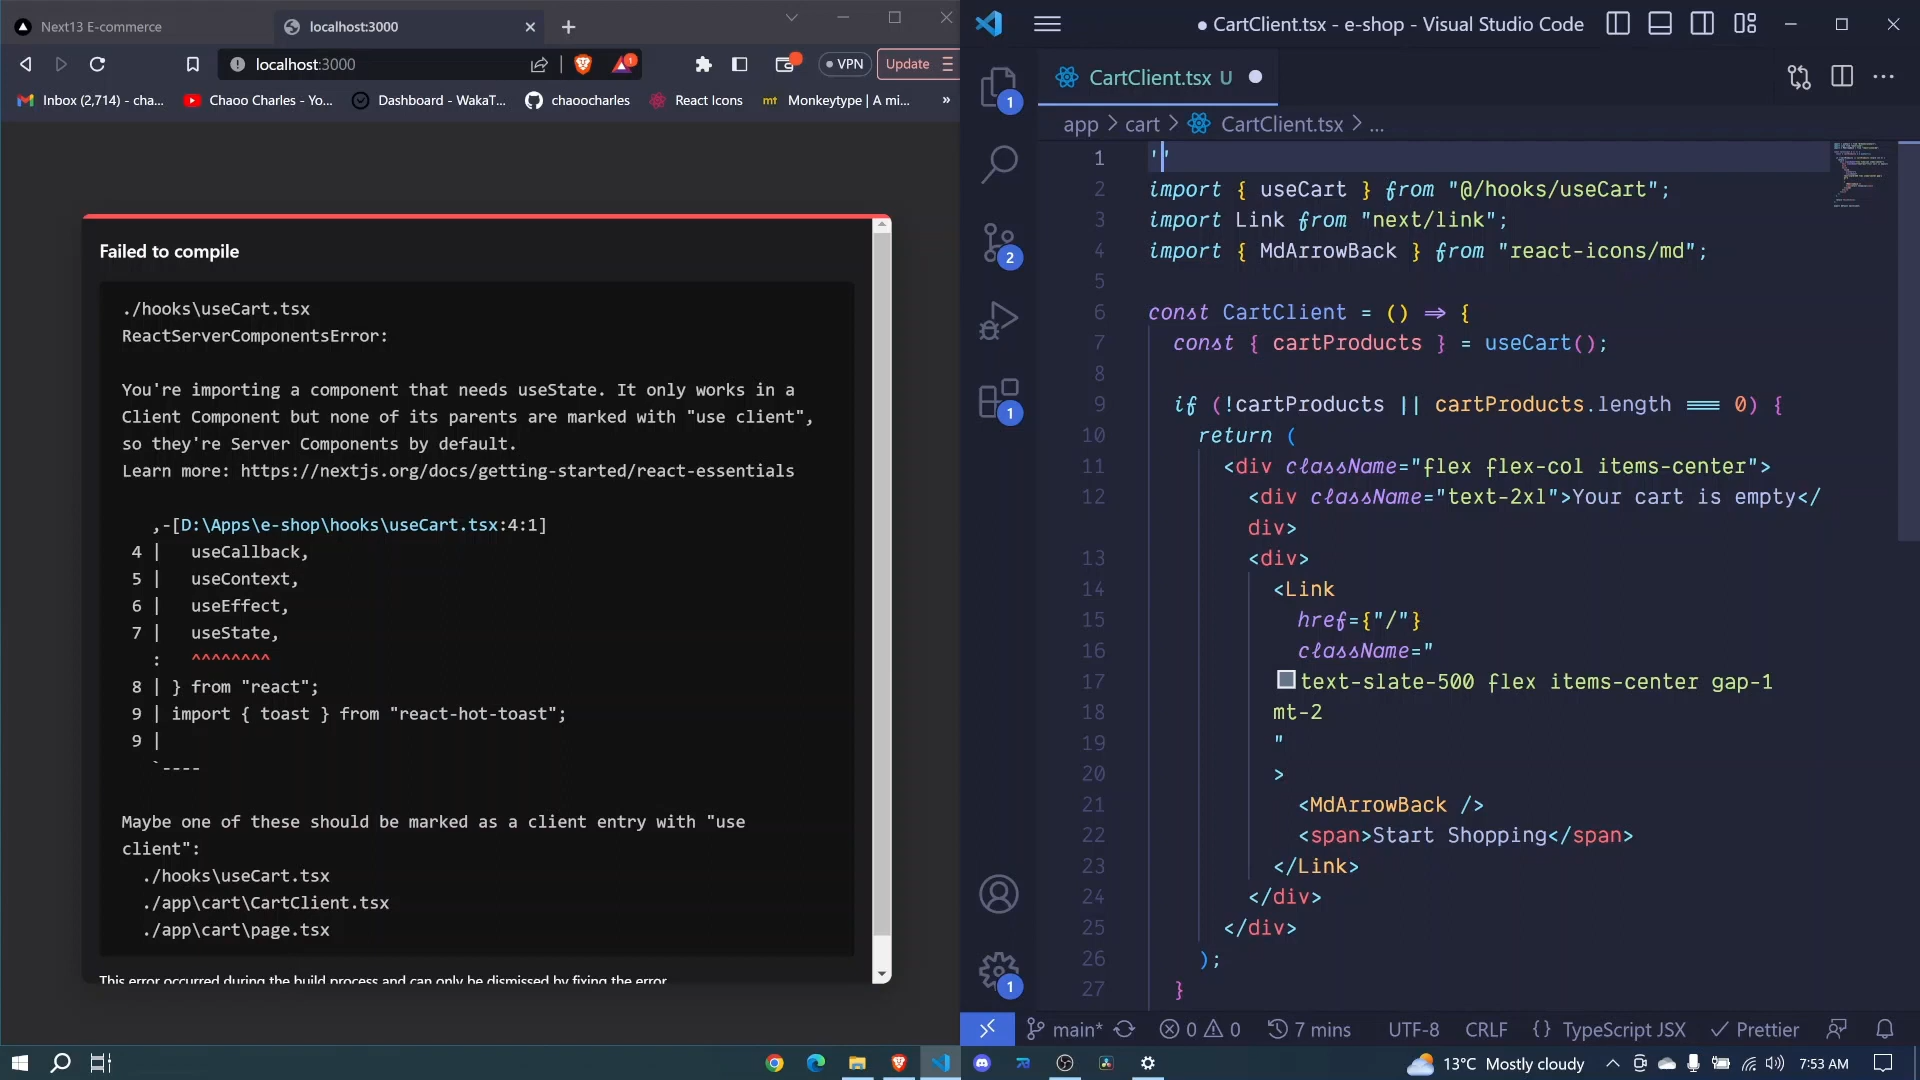 Next13 E-commerce
localhost:3000
localhost:3000
1
VPN
Update
Inbox (2,714) - cha...
Chaoo Charles - Yo...
Dashboard - WakaT...
chaoocharles
React Icons
mt
Monkeytype | A mi...
»
Failed to compile
./hooks\useCart.tsx
ReactServerComponentsError:
You're importing a component that needs useState. It only works in a
Client Component but none of its parents are marked with "use client",
so they're Server Components by default.
Learn more: https://nextjs.org/docs/getting-started/react-essentials
,-[D:\Apps\e-shop\hooks\useCart.tsx:4:1]
4 |   useCallback,
5 |   useContext,
6 |   useEffect,
7 |   useState,
:   ^^^^^^^^
8 | } from "react";
9 | import { toast } from "react-hot-toast";
9 |
`----
Maybe one of these should be marked as a client entry with "use
client":
./hooks\useCart.tsx
./app\cart\CartClient.tsx
./app\cart\page.tsx
This error occurred during the build process and can only be dismissed by fixing the error.
● CartClient.tsx - e-shop - Visual Studio Code
CartClient.tsx U ●
app > cart > CartClient.tsx > ...
1
2
1
1
1 ''
2 import { useCart } from "@/hooks/useCart";
3 import Link from "next/link";
4 import { MdArrowBack } from "react-icons/md";
5
6 const CartClient = () => {
7 const { cartProducts } = useCart();
8
9 if (!cartProducts || cartProducts.length === 0) {
10 return (
11 <div className="flex flex-col items-center">
12 <div className="text-2xl">Your cart is empty</
div>
13 <div>
14 <Link
15 href={"/"}
16 className="
17 text-slate-500 flex items-center gap-1
18 mt-2
19 "
20 >
21 <MdArrowBack />
22 <span>Start Shopping</span>
23 </Link>
24 </div>
25 </div>
26 );
27 }
main*
0
0
7 mins
UTF-8
CRLF
{} TypeScript JSX
Prettier
13°C Mostly cloudy
7:53 AM